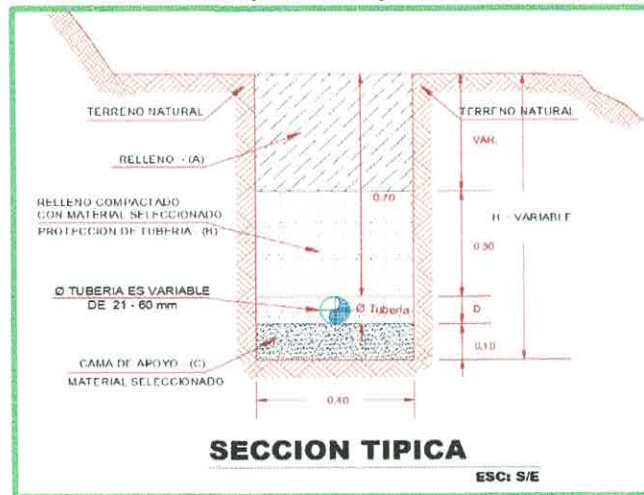 TERRENO NATURAL
TERRENO NATURAL
VAR.
RELLENO - (A)
0,70
RELLENO COMPACTADO
CON MATERIAL SELECCIONADO
PROTECCION DE TUBERIA - (B)
H - VARIABLE
0,30
Ø TUBERIA ES VARIABLE
DE 21 - 60 mm
Ø Tuberia
D
0,10
CAMA DE APOYO - (C)
MATERIAL SELECCIONADO
0,40
SECCION TIPICA
ESC: S/E